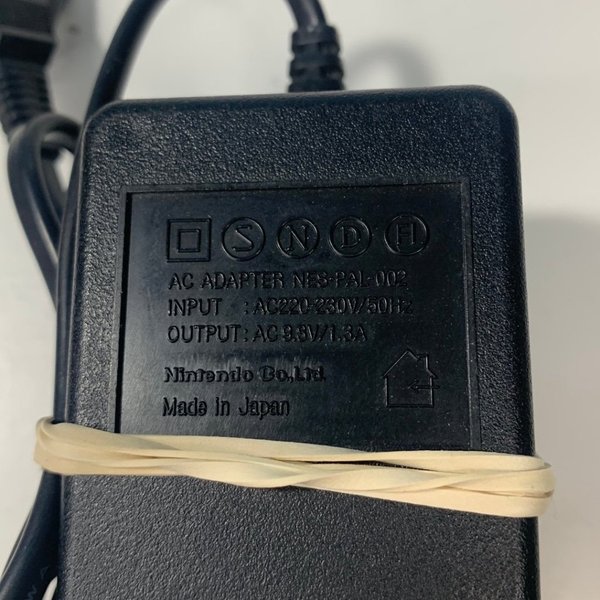 S N D FI
AC ADAPTER NES-PAL-002
INPUT : AC220-230V/50Hz
OUTPUT: AC 9.8V/1.3A
Nintendo Co.,Ltd.
Made in Japan